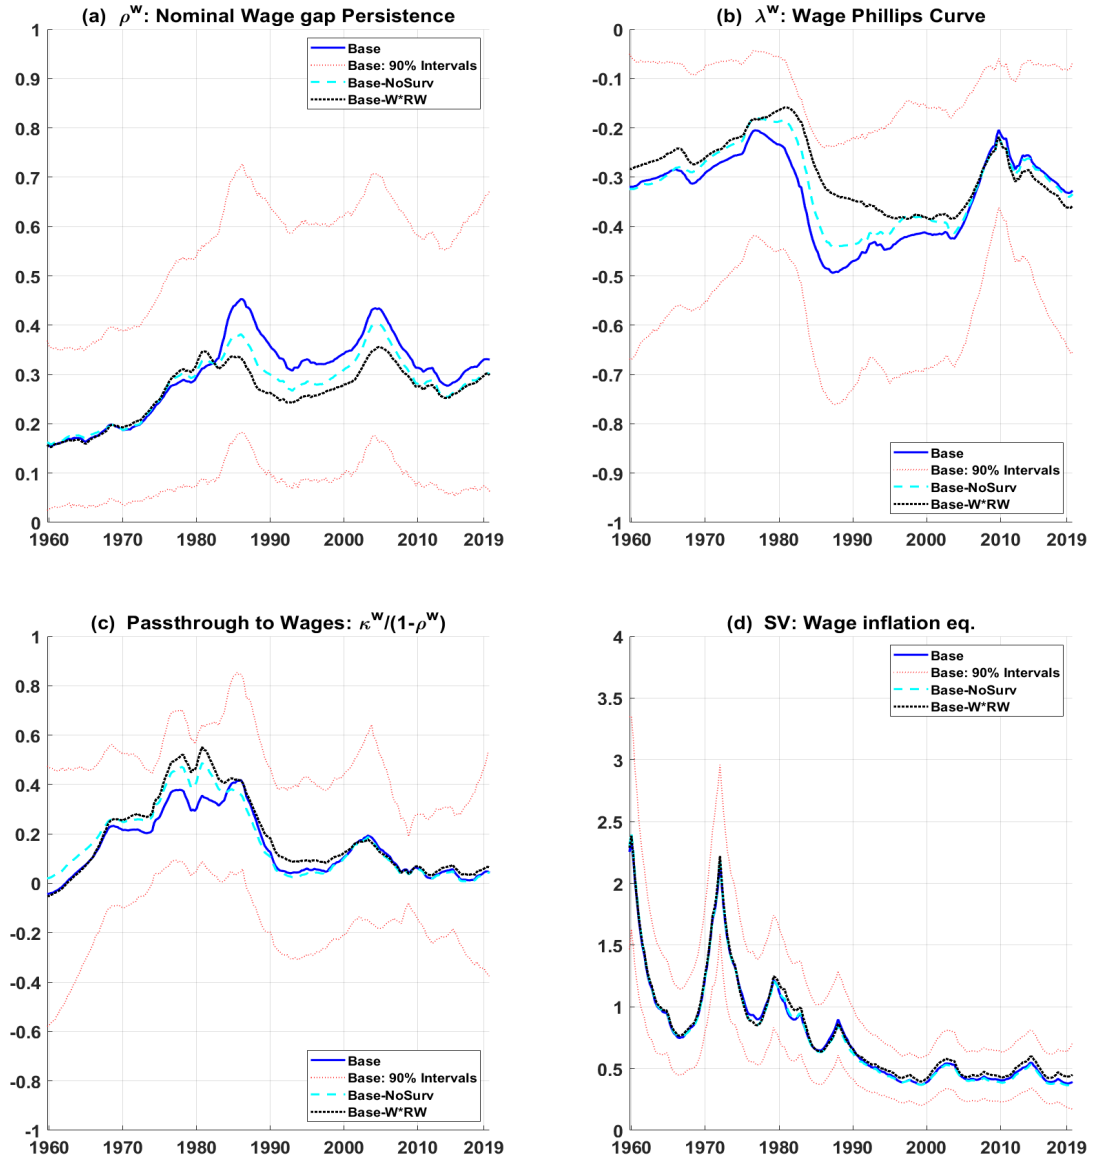 (a) ρʷ: Nominal Wage gap Persistence
1
0.9
0.8
0.7
0.6
0.5
0.4
0.3
0.2
0.1
0
Base
Base: 90% Intervals
Base-NoSurv
Base-W*RW
1960 1970 1980 1990 2000 2010 2019
(b) λʷ: Wage Phillips Curve
0
-0.1
-0.2
-0.3
-0.4
-0.5
-0.6
-0.7
-0.8
-0.9
-1
Base
Base: 90% Intervals
Base-NoSurv
Base-W*RW
1960 1970 1980 1990 2000 2010 2019
(c) Passthrough to Wages: κʷ/(1-ρʷ)
1
0.8
0.6
0.4
0.2
0
-0.2
-0.4
-0.6
-0.8
-1
Base
Base: 90% Intervals
Base-NoSurv
Base-W*RW
1960 1970 1980 1990 2000 2010 2019
(d) SV: Wage inflation eq.
4
3.5
3
2.5
2
1.5
1
0.5
0
Base
Base: 90% Intervals
Base-NoSurv
Base-W*RW
1960 1970 1980 1990 2000 2010 2019